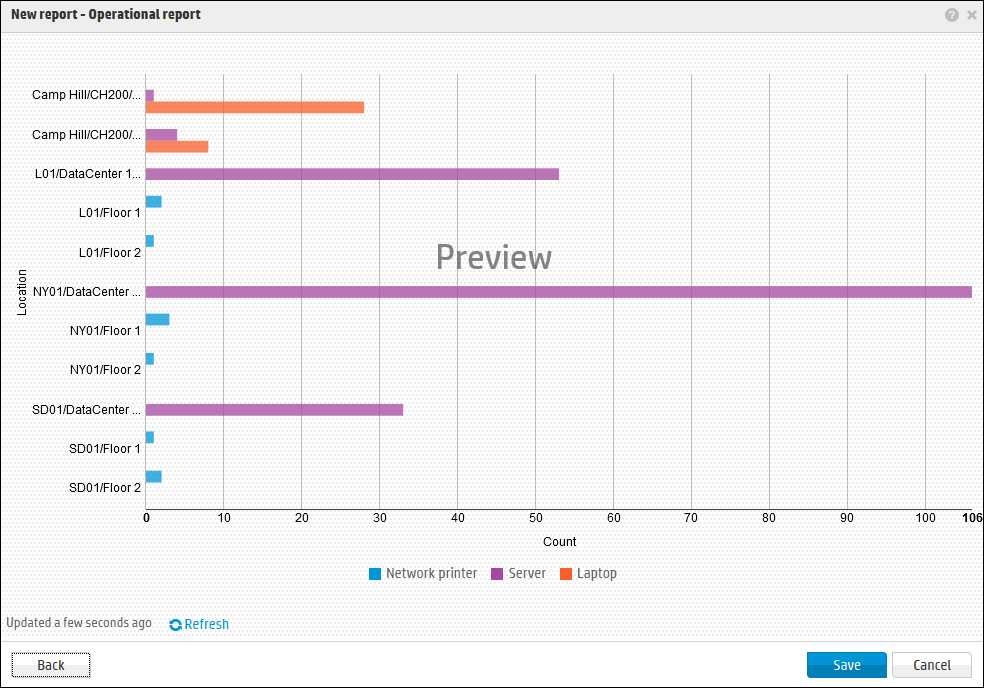 New report - Operational report
Camp Hill/CH200/...
Camp Hill/CH200/...
L01/DataCenter 1...
L01/Floor 1
L01/Floor 2
Preview
Location
NY01/DataCenter ...
NY01/Floor 1
NY01/Floor 2
SD01/DataCenter ...
SD01/Floor 1
SD01/Floor 2
0 10 20 30 40 50 60 70 80 90 100 106
Count
Network printer Server Laptop
Updated a few seconds ago Refresh
Back Save Cancel